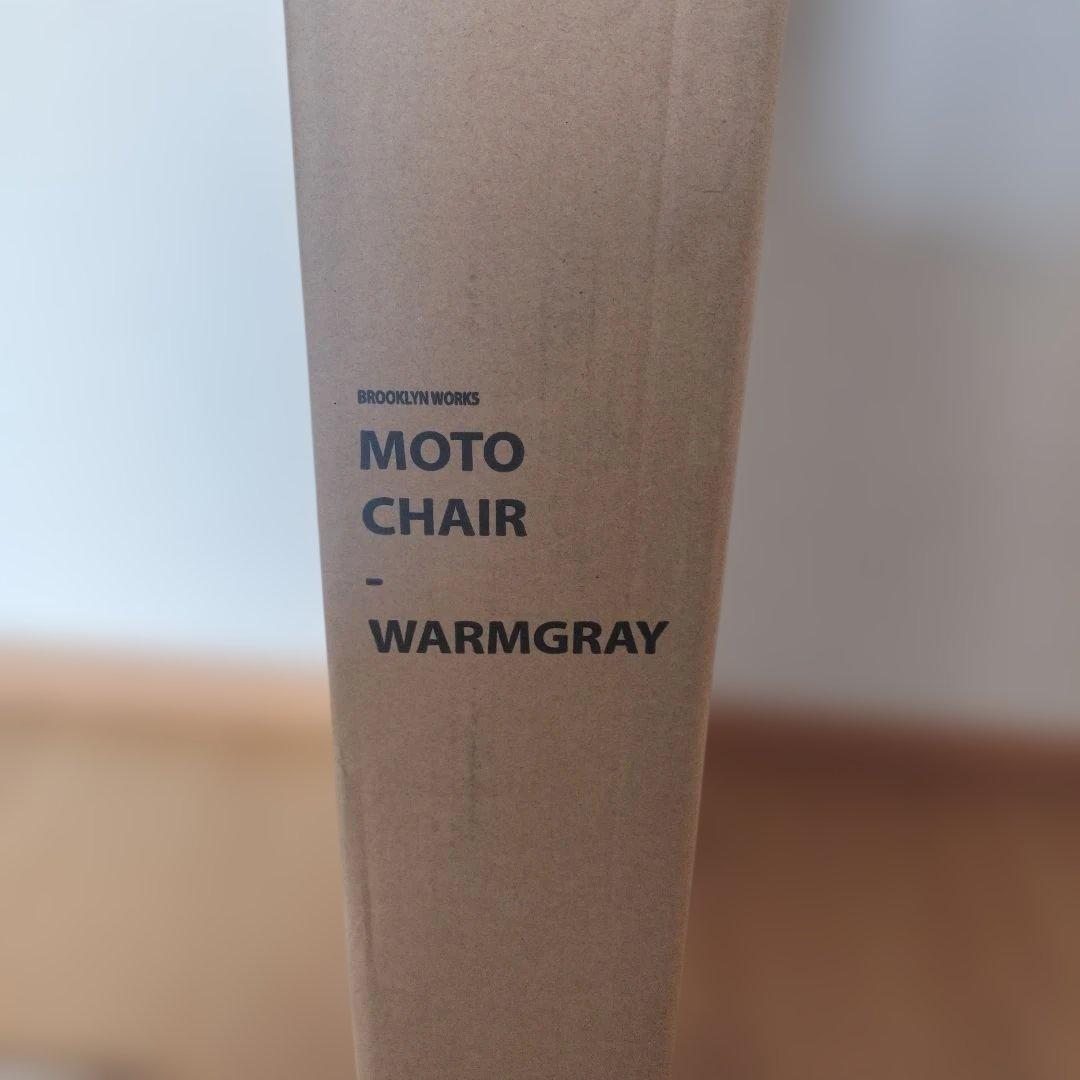 BROOKLYN WORKS
MOTO
CHAIR
-
WARMGRAY